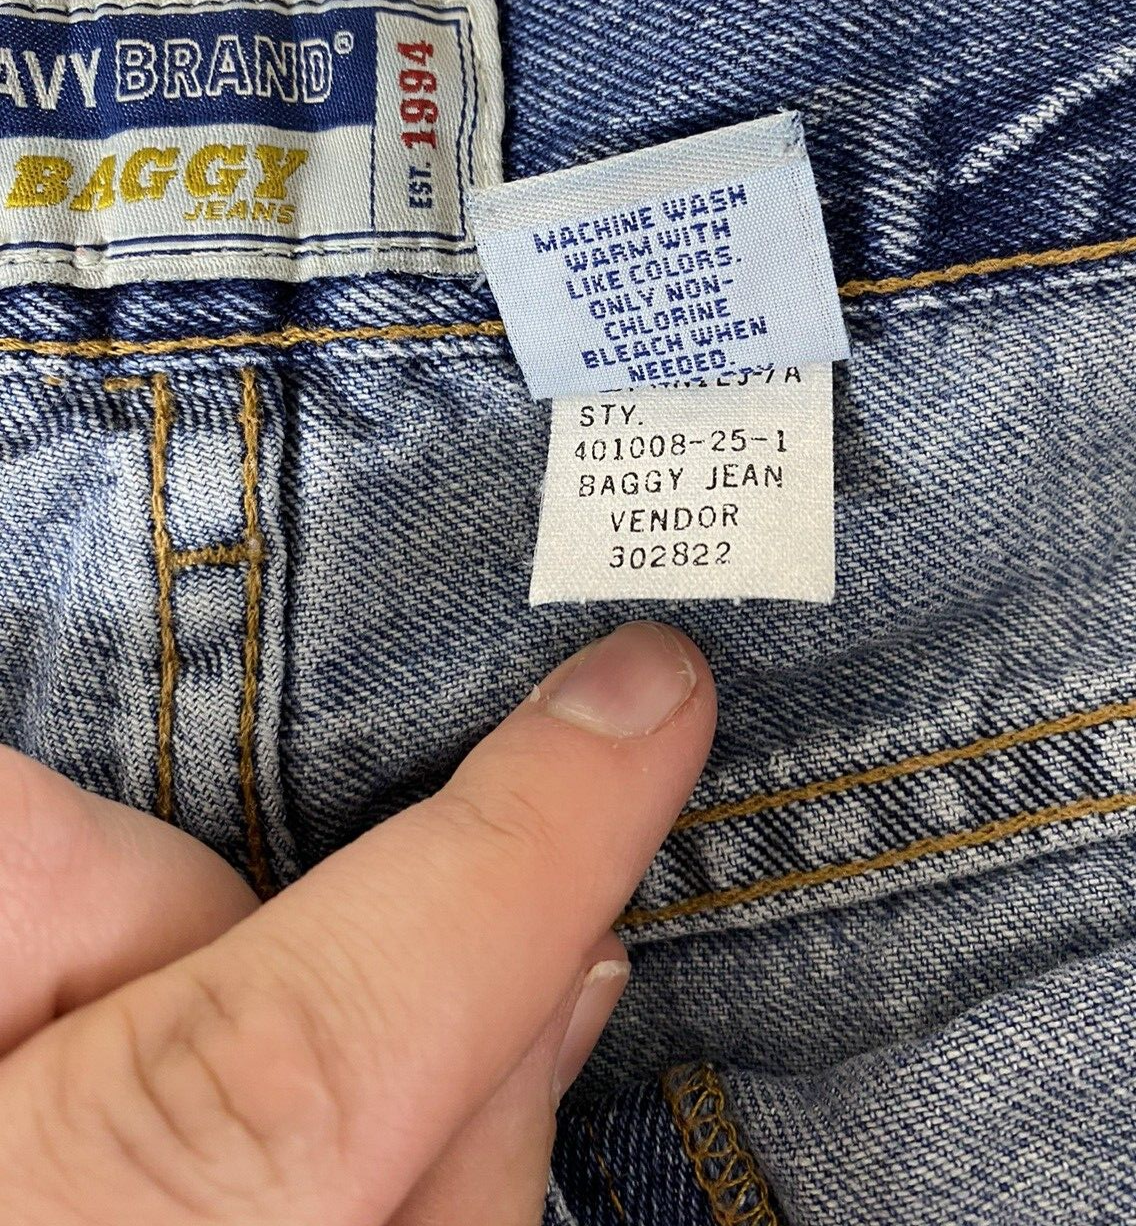 AVY BRAND®
BAGGY
JEANS
EST. 1994
MACHINE WASH
WARM WITH
LIKE COLORS.
ONLY NON-
CHLORINE
BLEACH WHEN
NEEDED.
STY.
401008-25-1
BAGGY JEAN
VENDOR
302822